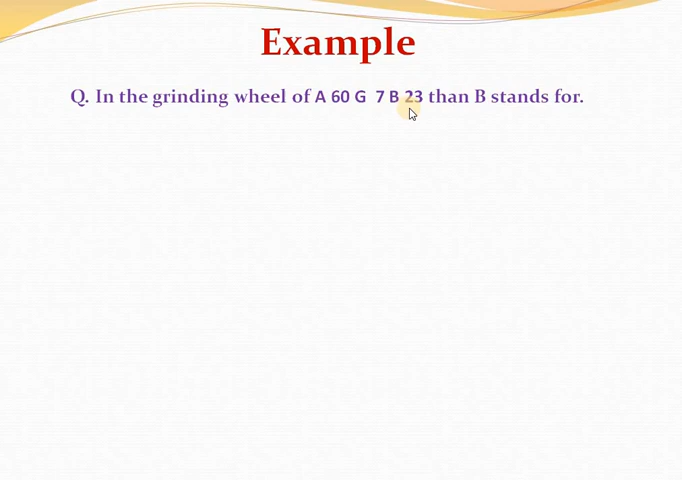 Example
Q. In the grinding wheel of A 60 G 7 B 23 than B stands for.